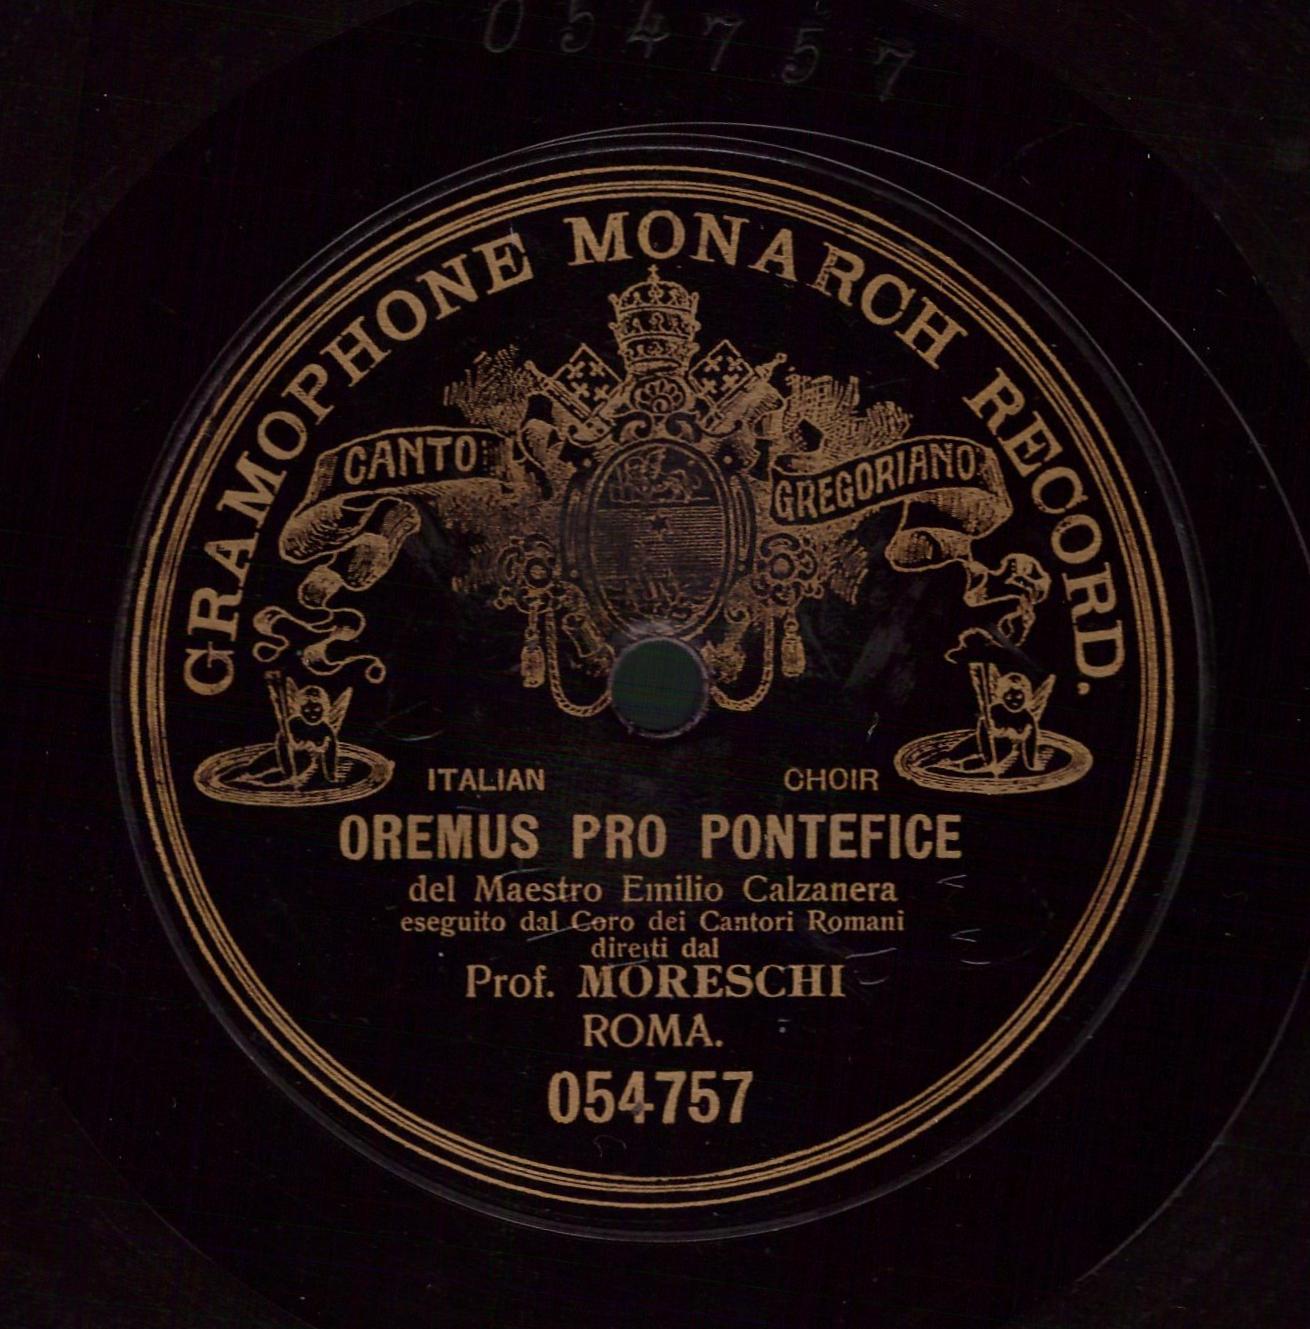 054757
GRAMOPHONE MONARCH RECORD.
CANTO
GREGORIANO
ITALIAN CHOIR
OREMUS PRO PONTEFICE
del Maestro Emilio Calzanera
eseguito dal Coro dei Cantori Romani
diretti dal
Prof. MORESCHI
ROMA.
054757